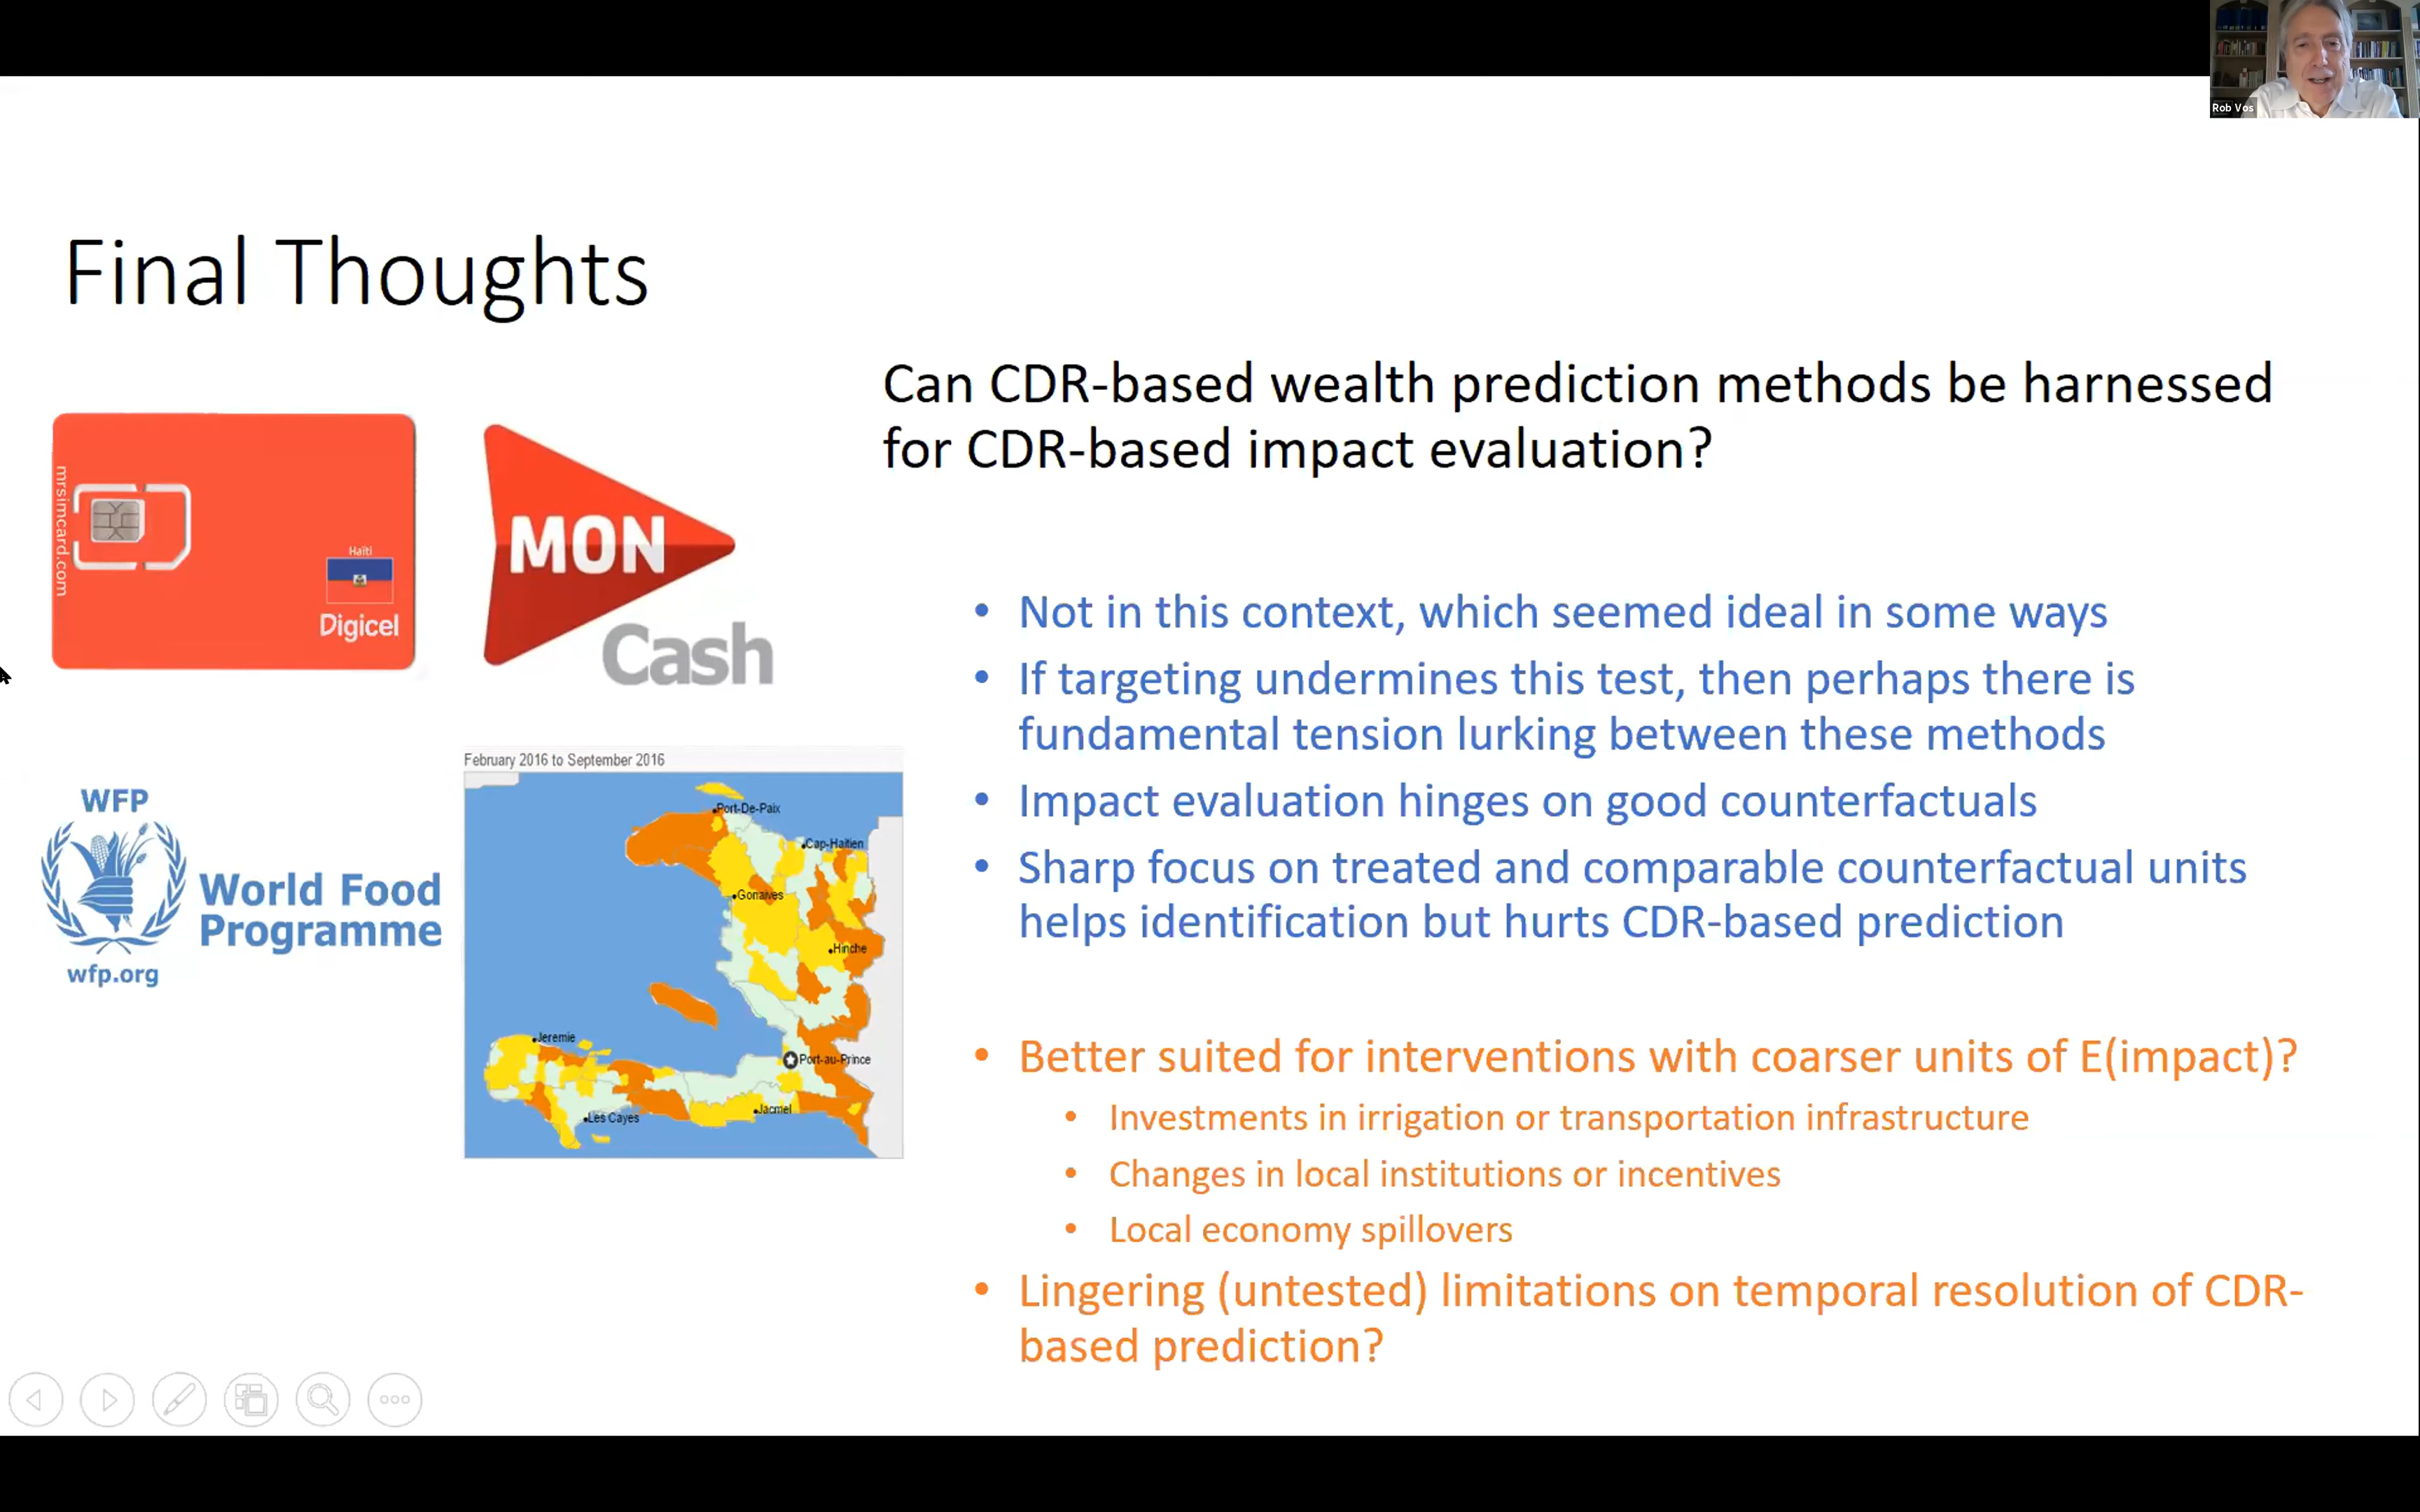 Rob Vos
Final Thoughts
Can CDR-based wealth prediction methods be harnessed
for CDR-based impact evaluation?
mrsimcard.com
Haïti
Digicel
MON
Cash
• Not in this context, which seemed ideal in some ways
• If targeting undermines this test, then perhaps there is
fundamental tension lurking between these methods
• Impact evaluation hinges on good counterfactuals
• Sharp focus on treated and comparable counterfactual units
helps identification but hurts CDR-based prediction
• Better suited for interventions with coarser units of E(impact)?
• Investments in irrigation or transportation infrastructure
• Changes in local institutions or incentives
• Local economy spillovers
• Lingering (untested) limitations on temporal resolution of CDR-
based prediction?
WFP
World Food
Programme
wfp.org
February 2016 to September 2016
Port-De-Paix
Cap-Haitien
Gonaives
Hinche
Jeremie
Port-au-Prince
Jacmel
Les Cayes